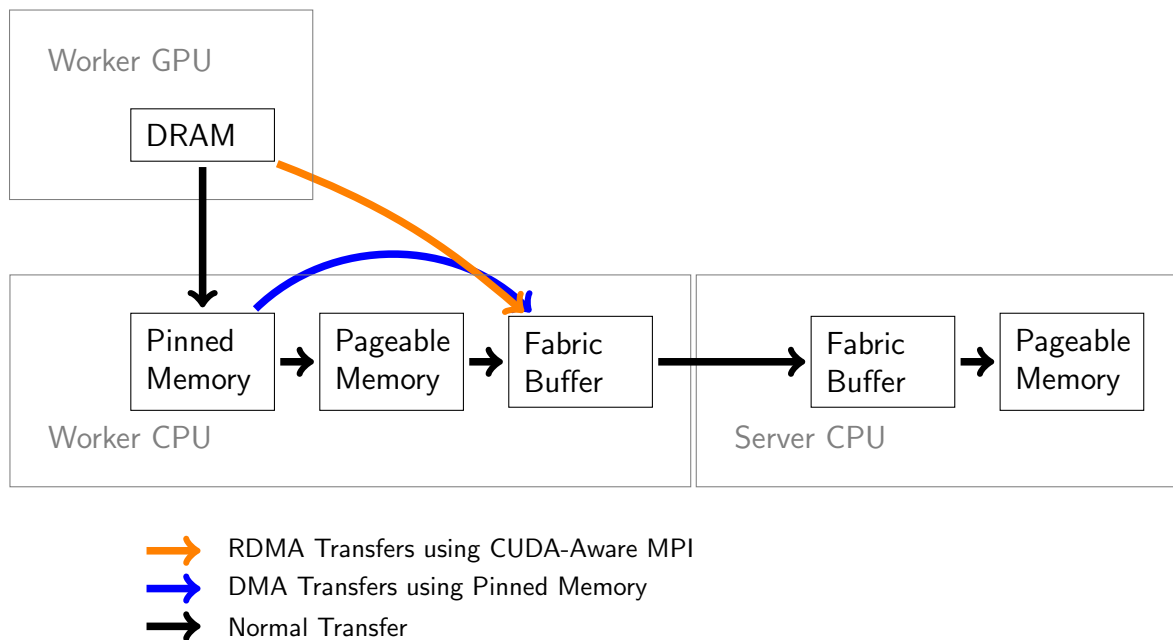 Worker GPU
DRAM
Pinned
Memory
Pageable
Memory
Fabric
Buffer
Fabric
Buffer
Pageable
Memory
Worker CPU
Server CPU
RDMA Transfers using CUDA-Aware MPI
DMA Transfers using Pinned Memory
Normal Transfer